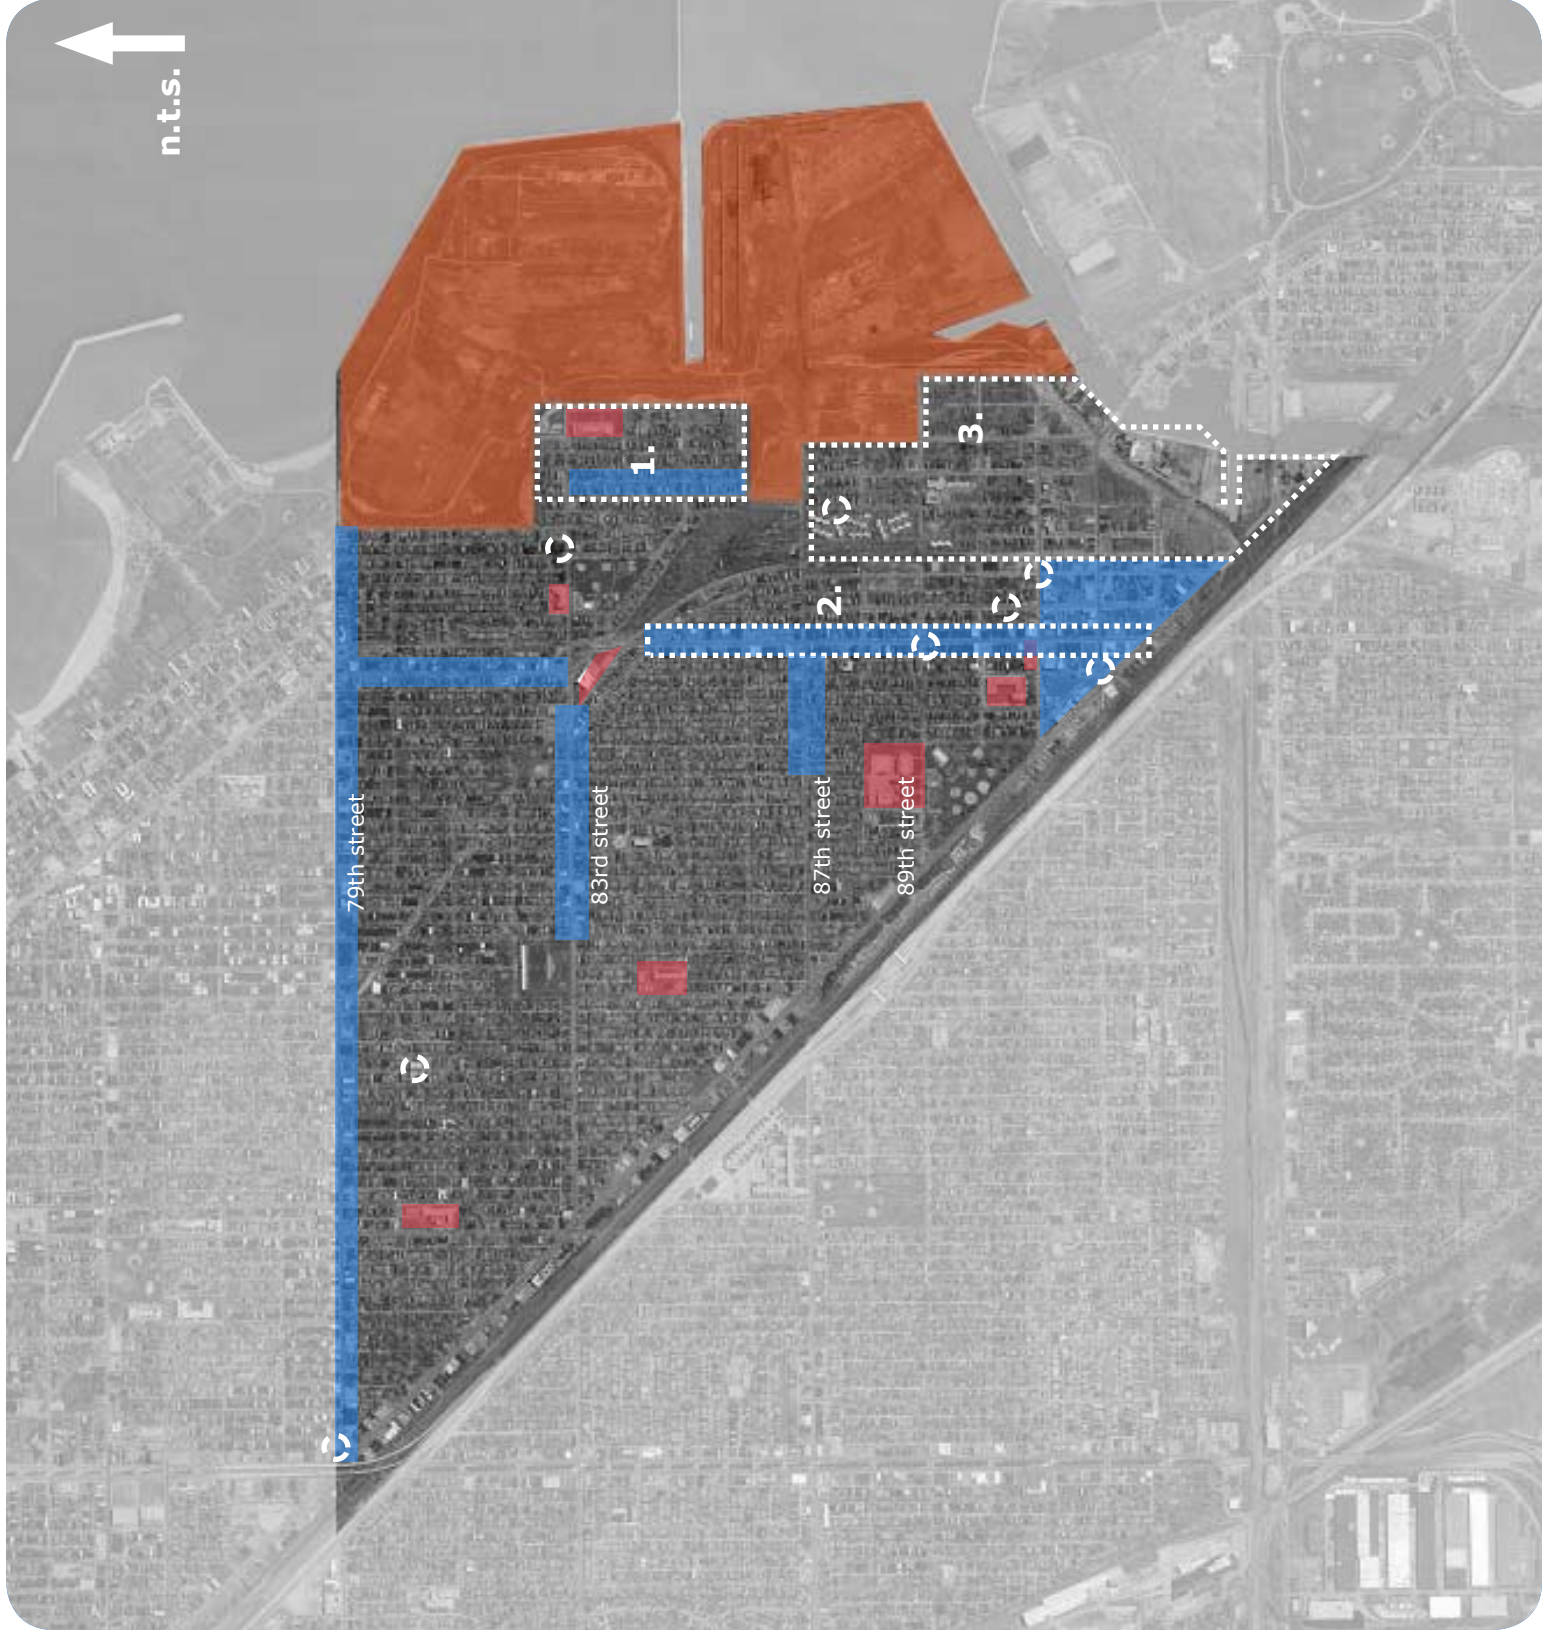 n.t.s.
1.
2.
3.
79th street
83rd street
87th street
89th street